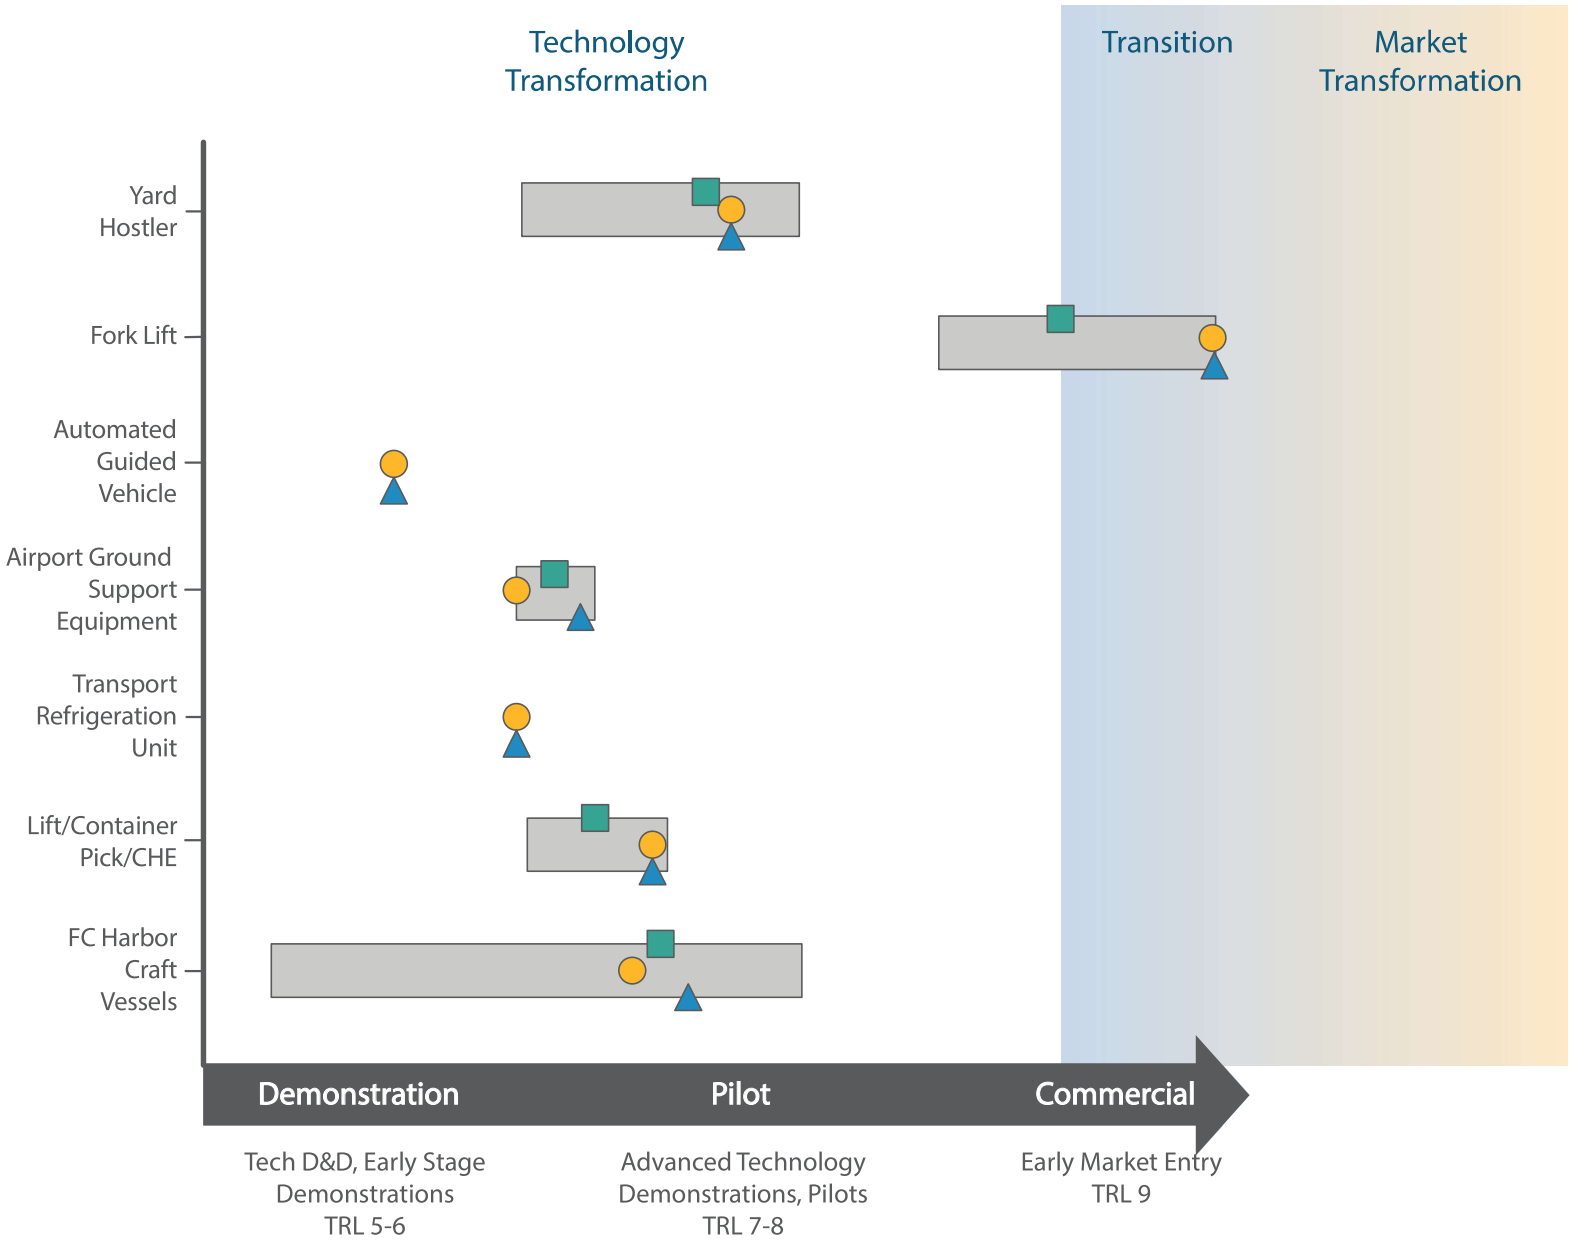 Technology
Transformation
Transition
Market
Transformation
Yard
Hostler
Fork Lift
Automated
Guided
Vehicle
Airport Ground
Support
Equipment
Transport
Refrigeration
Unit
Lift/Container
Pick/CHE
FC Harbor
Craft
Vessels
Demonstration
Pilot
Commercial
Tech D&D, Early Stage
Demonstrations
TRL 5-6
Advanced Technology
Demonstrations, Pilots
TRL 7-8
Early Market Entry
TRL 9